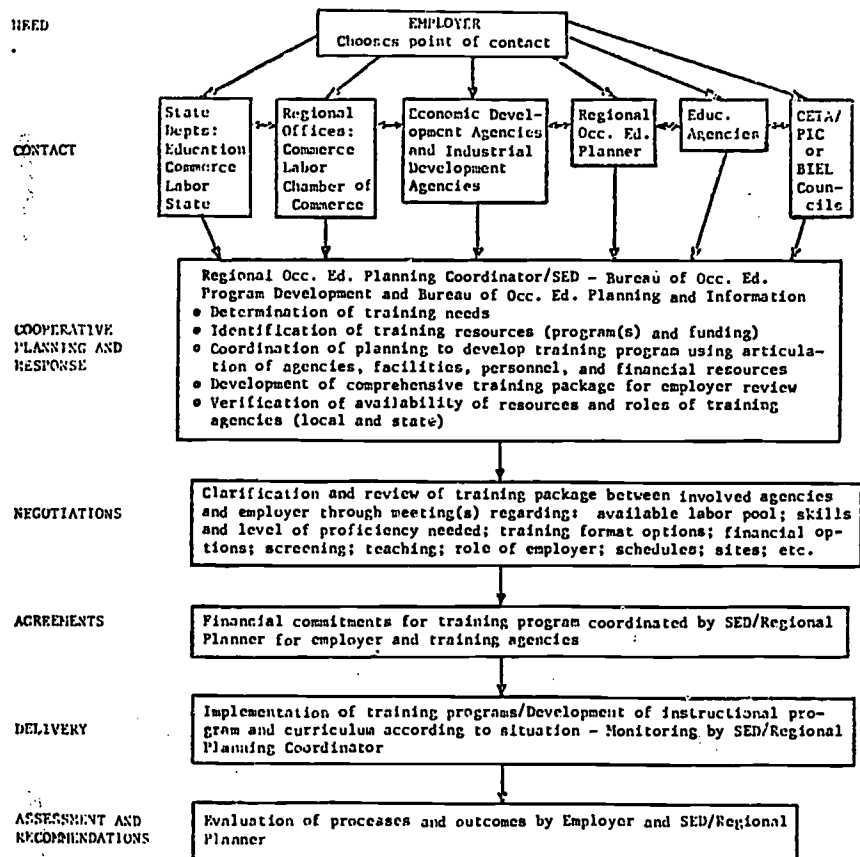 NEED
EMPLOYER
Chooses point of contact
CONTACT
State
Depts:
Education
Commerce
Labor
State
Regional
Offices:
Commerce
Labor
Chamber of
Commerce
Economic Devel-
opment Agencies
and Industrial
Development
Agencies
Regional
Occ. Ed.
Planner
Educ.
Agencies
CETA/
PIC
or
BIEL
Coun-
cils
COOPERATIVE
PLANNING AND
RESPONSE
Regional Occ. Ed. Planning Coordinator/SED - Bureau of Occ. Ed.
Program Development and Bureau of Occ. Ed. Planning and Information
● Determination of training needs
● Identification of training resources (program(s) and funding)
● Coordination of planning to develop training program using articula-
tion of agencies, facilities, personnel, and financial resources
● Development of comprehensive training package for employer review
● Verification of availability of resources and roles of training
agencies (local and state)
NEGOTIATIONS
Clarification and review of training package between involved agencies
and employer through meeting(s) regarding: available labor pool; skills
and level of proficiency needed; training format options; financial op-
tions; screening; teaching; role of employer; schedules; sites; etc.
AGREEMENTS
Financial commitments for training program coordinated by SED/Regional
Planner for employer and training agencies
DELIVERY
Implementation of training programs/Development of instructional pro-
gram and curriculum according to situation - Monitoring by SED/Regional
Planning Coordinator
ASSESSMENT AND
RECOMMENDATIONS
Evaluation of processes and outcomes by Employer and SED/Regional
Planner